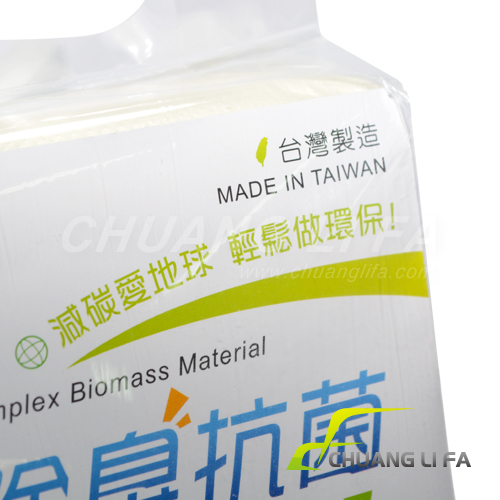 台灣製造
MADE IN TAIWAN
減碳愛地球 輕鬆做環保!
CHUANG LI FA
www.chuanglifa.com
Biomass Material
臭抗菌
CHUANG LI FA